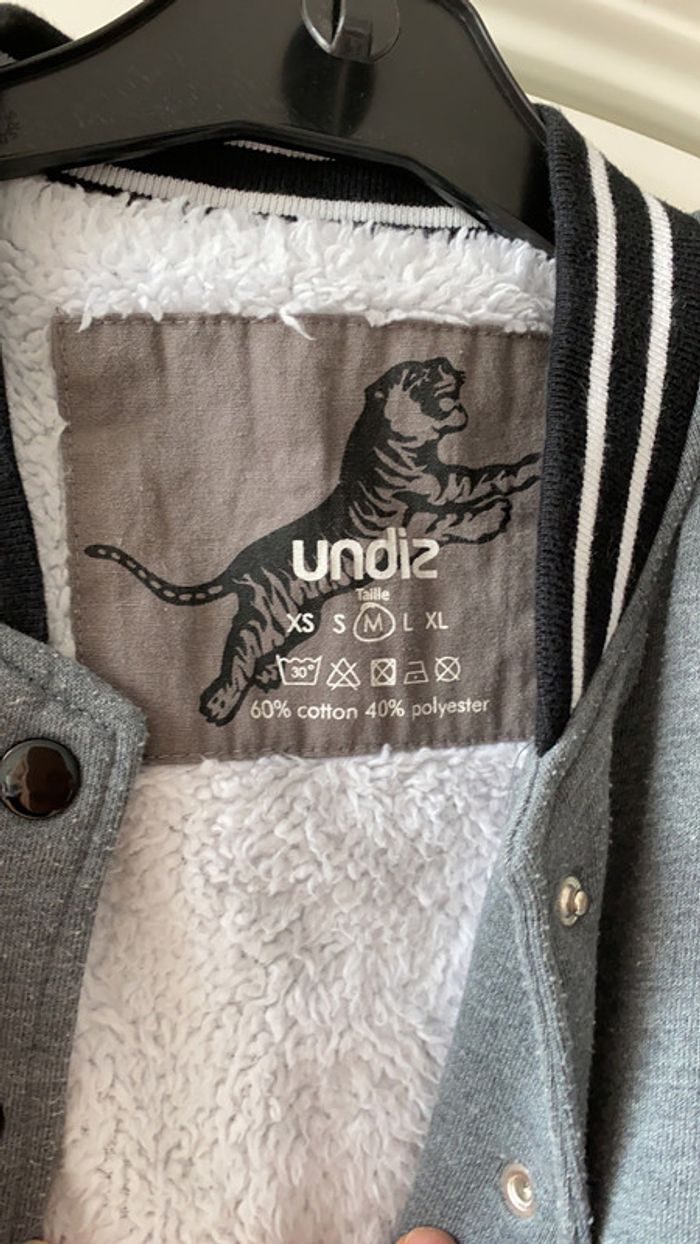 undiz
Taille
XS S M L XL
30°
60% cotton 40% polyester